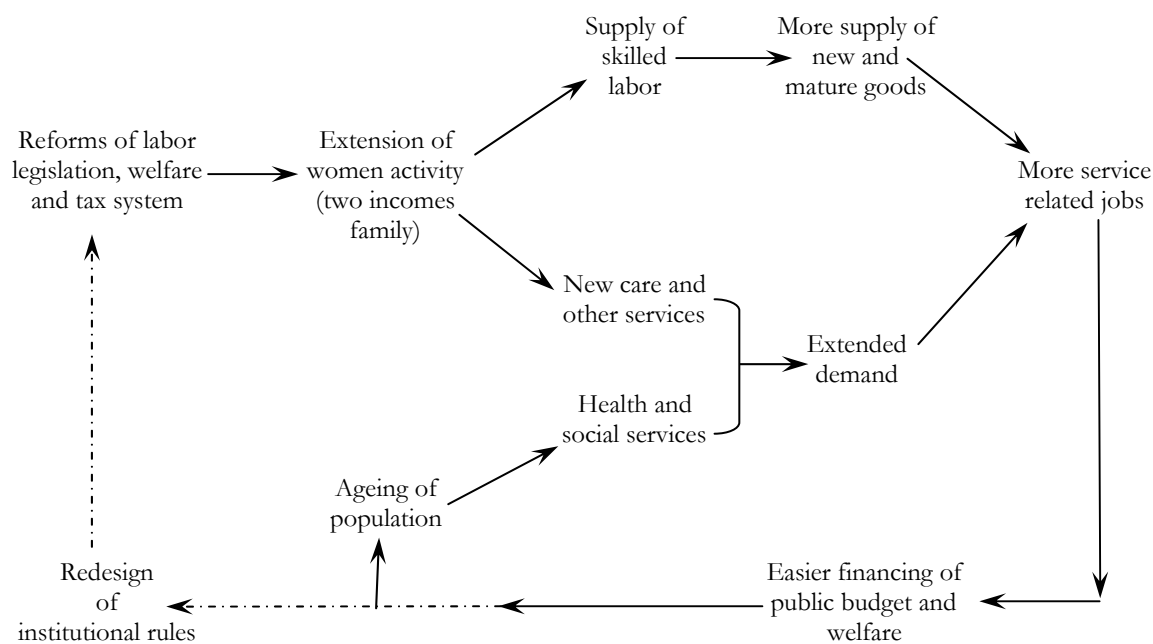 Supply of
skilled
labor
More supply of
new and
mature goods
Reforms of labor
legislation, welfare
and tax system
Extension of
women activity
(two incomes
family)
More service
related jobs
New care and
other services
Extended
demand
Health and
social services
Ageing of
population
Redesign
of
institutional rules
Easier financing of
public budget and
welfare